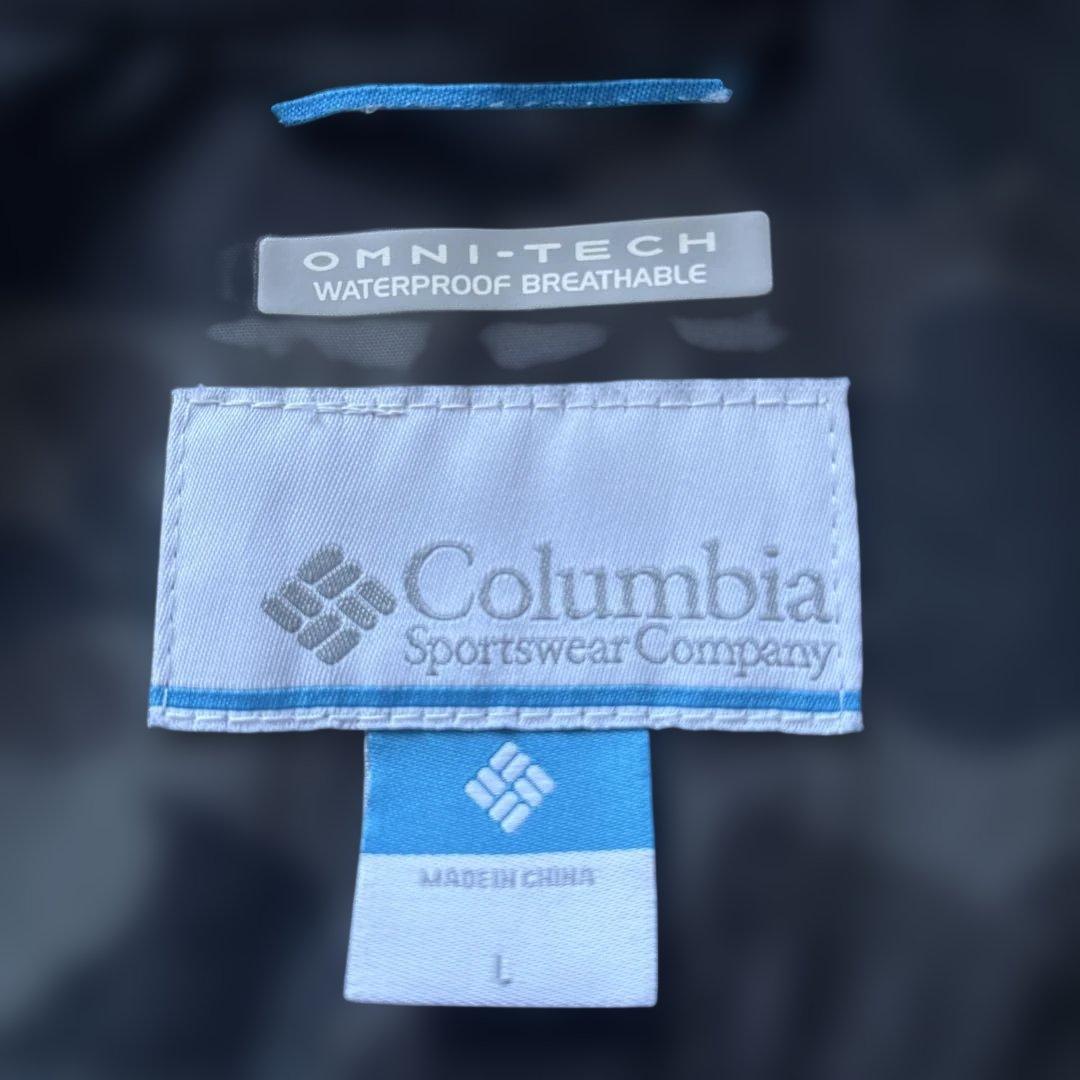 OMNI-TECH
WATERPROOF BREATHABLE
Columbia
Sportswear Company
MADE IN CHINA
L